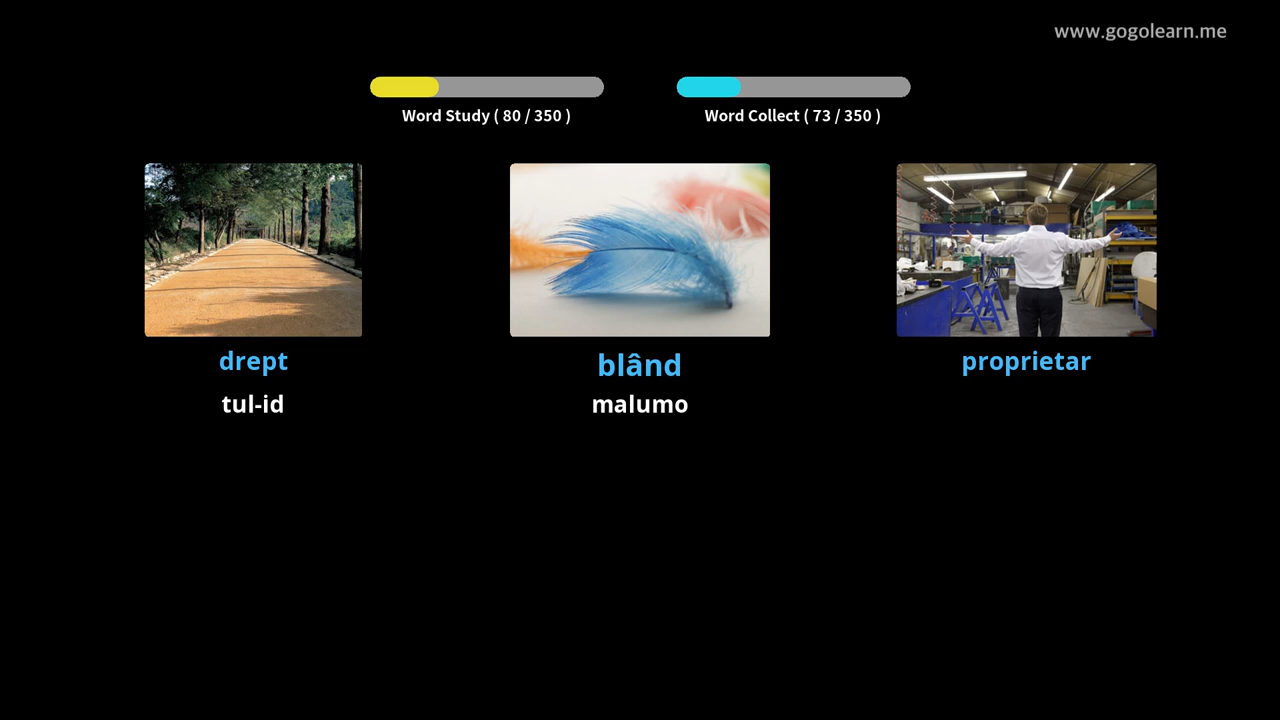 www.gogolearn.me
Word Study ( 80 / 350 )
Word Collect ( 73 / 350 )
drept
blând
proprietar
tul-id
malumo